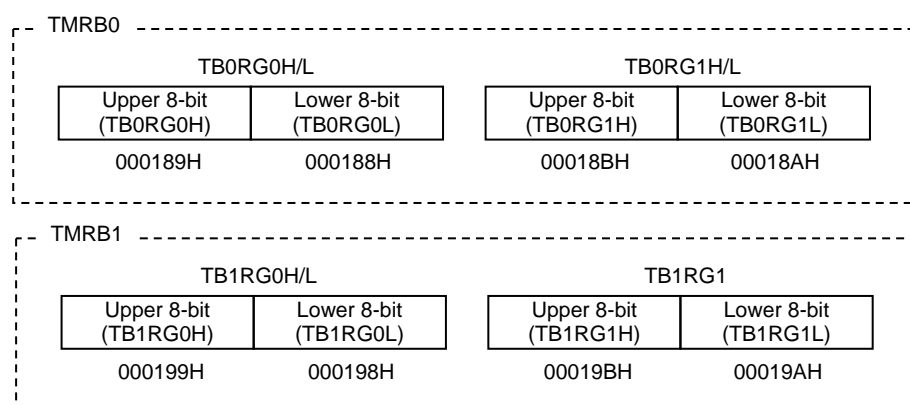 TMRB0
TB0RG0H/L TB0RG1H/L
Upper 8-bit Lower 8-bit Upper 8-bit Lower 8-bit
(TB0RG0H) (TB0RG0L) (TB0RG1H) (TB0RG1L)
000189H 000188H 00018BH 00018AH
TMRB1
TB1RG0H/L TB1RG1
Upper 8-bit Lower 8-bit Upper 8-bit Lower 8-bit
(TB1RG0H) (TB1RG0L) (TB1RG1H) (TB1RG1L)
000199H 000198H 00019BH 00019AH